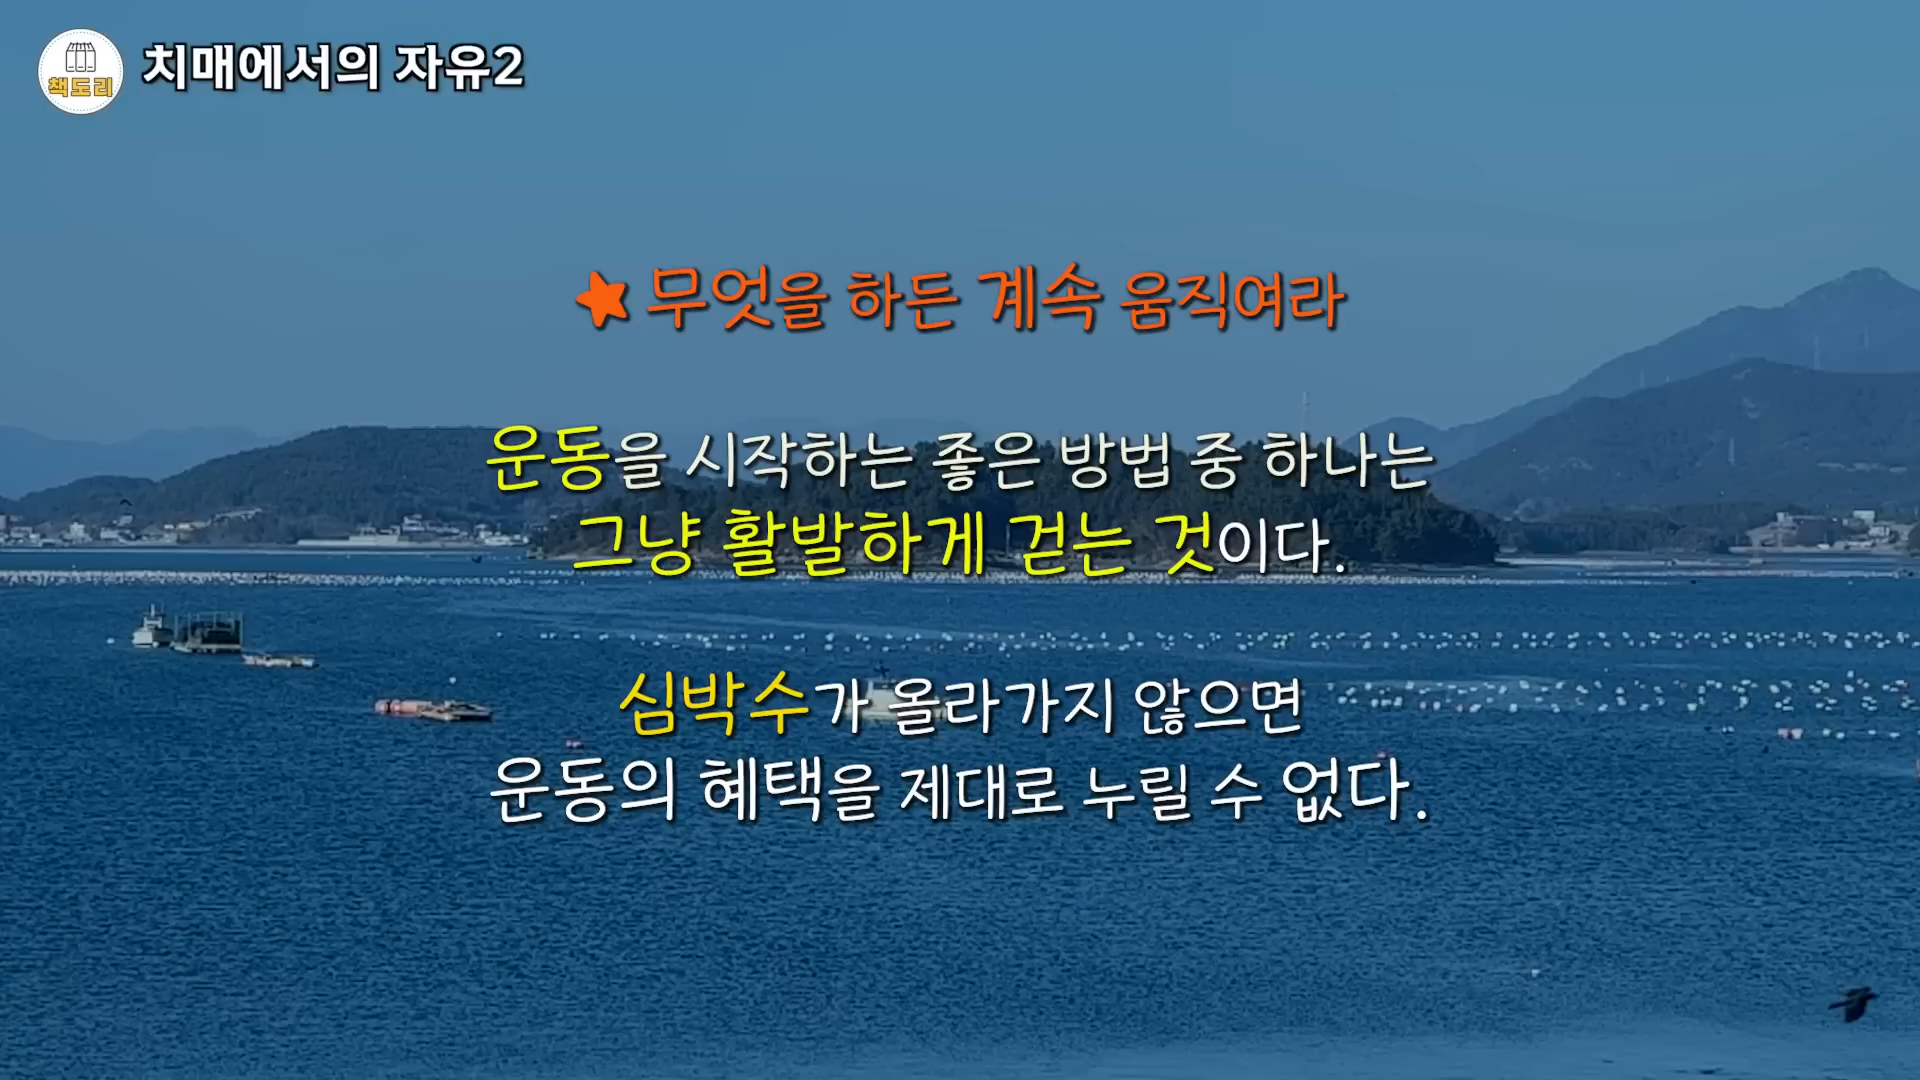 책도리
치매에서의 자유2
★ 무엇을 하든 계속 움직여라
운동을 시작하는 좋은 방법 중 하나는
그냥 활발하게 걷는 것이다.
심박수가 올라가지 않으면
운동의 혜택을 제대로 누릴 수 없다.